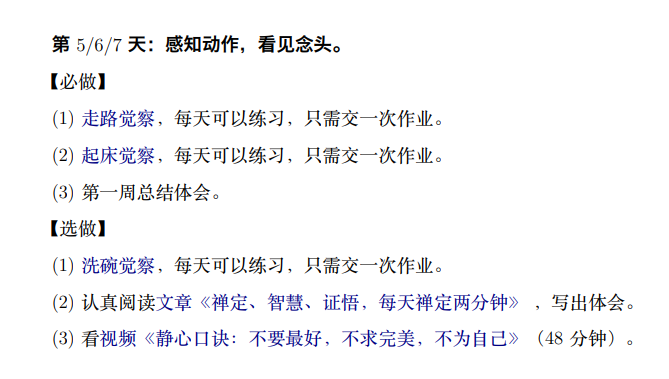 第 5/6/7 天：感知动作，看见念头。
【必做】
(1) 走路觉察，每天可以练习，只需交一次作业。
(2) 起床觉察，每天可以练习，只需交一次作业。
(3) 第一周总结体会。
【选做】
(1) 洗碗觉察，每天可以练习，只需交一次作业。
(2) 认真阅读文章《禅定、智慧、证悟，每天禅定两分钟》，写出体会。
(3) 看视频《静心口诀：不要最好，不求完美，不为自己》（48 分钟）。